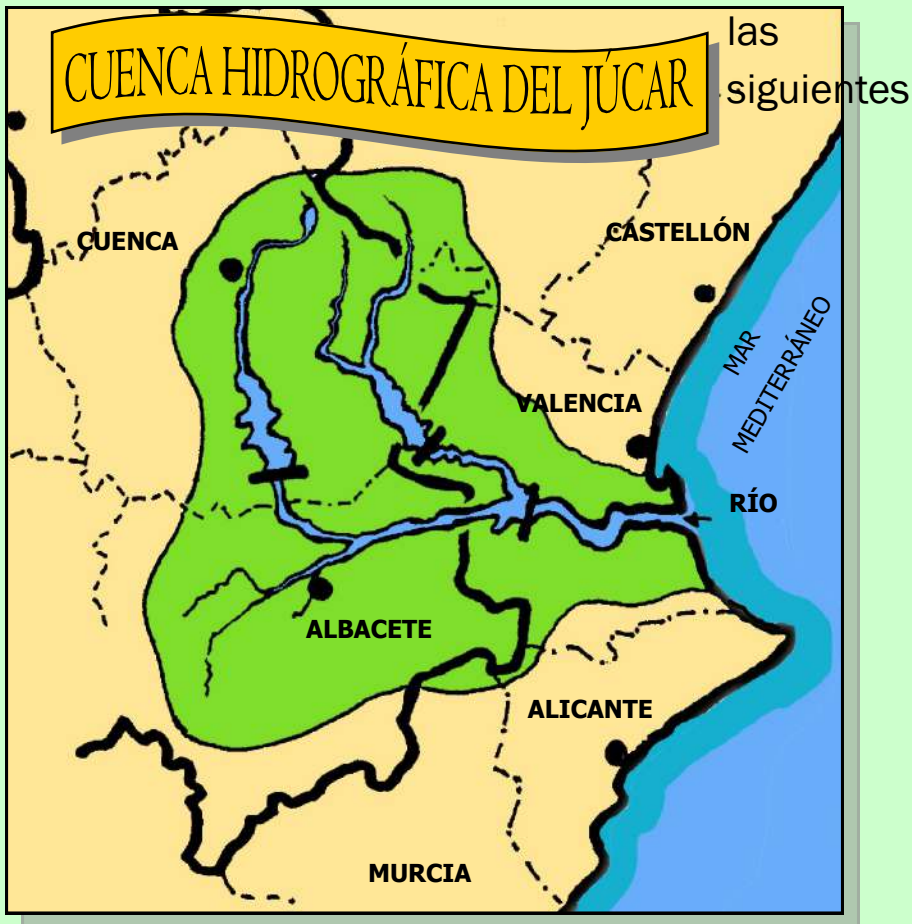 las
siguientes
CUENCA HIDROGRÁFICA DEL JÚCAR
CUENCA
CASTELLÓN
MAR
MEDITERRÁNEO
VALENCIA
RÍO
ALBACETE
ALICANTE
MURCIA